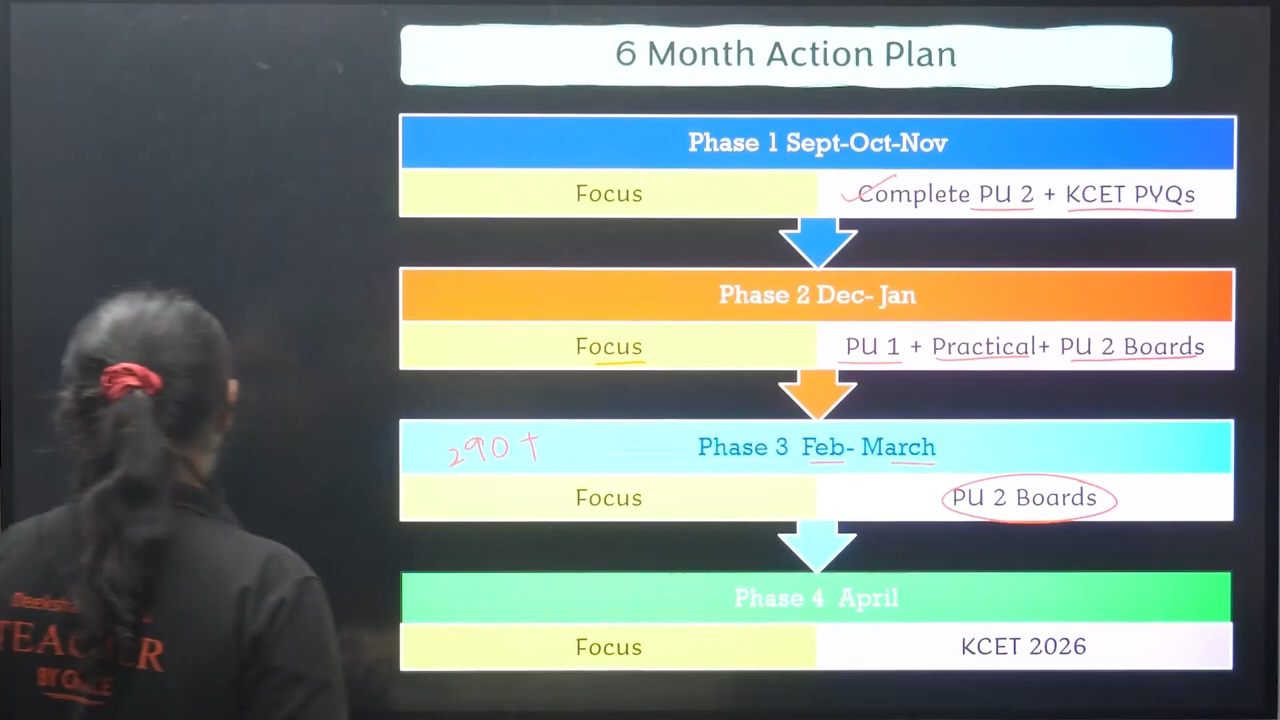 6 Month Action Plan
Phase 1 Sept-Oct-Nov
Focus
Complete PU 2 + KCET PYQs
Phase 2 Dec- Jan
Focus
PU 1 + Practical+ PU 2 Boards
290+
Phase 3 Feb- March
Focus
PU 2 Boards
Phase 4 April
Focus
KCET 2026
TEACHER
BY